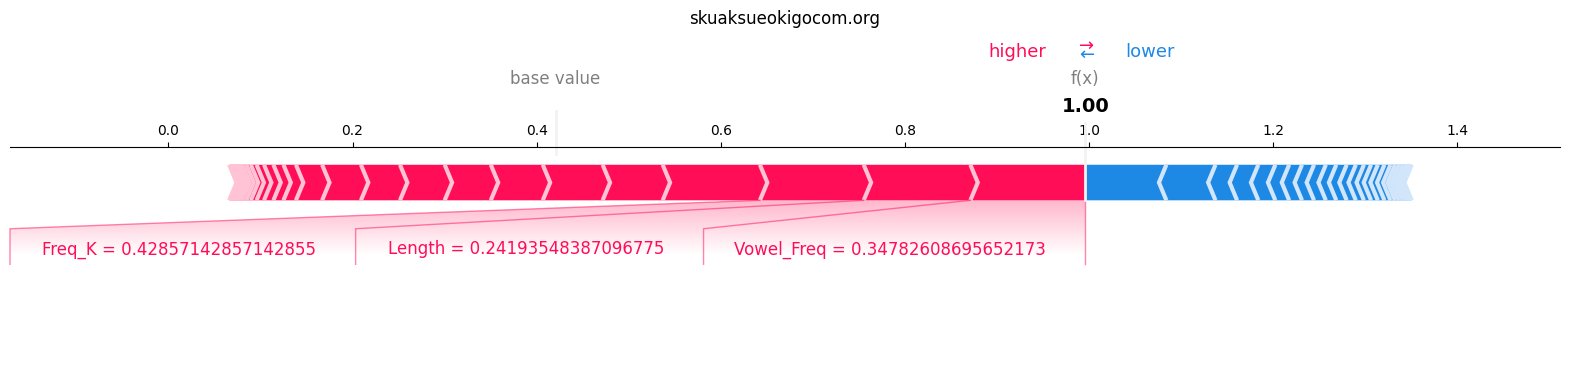 skuaksueokigocom.org
higher → ← lower
base value f(x)
1.00
0.0 0.2 0.4 0.6 0.8 1.0 1.2 1.4
Freq_K = 0.42857142857142855 Length = 0.24193548387096775 Vowel_Freq = 0.34782608695652173